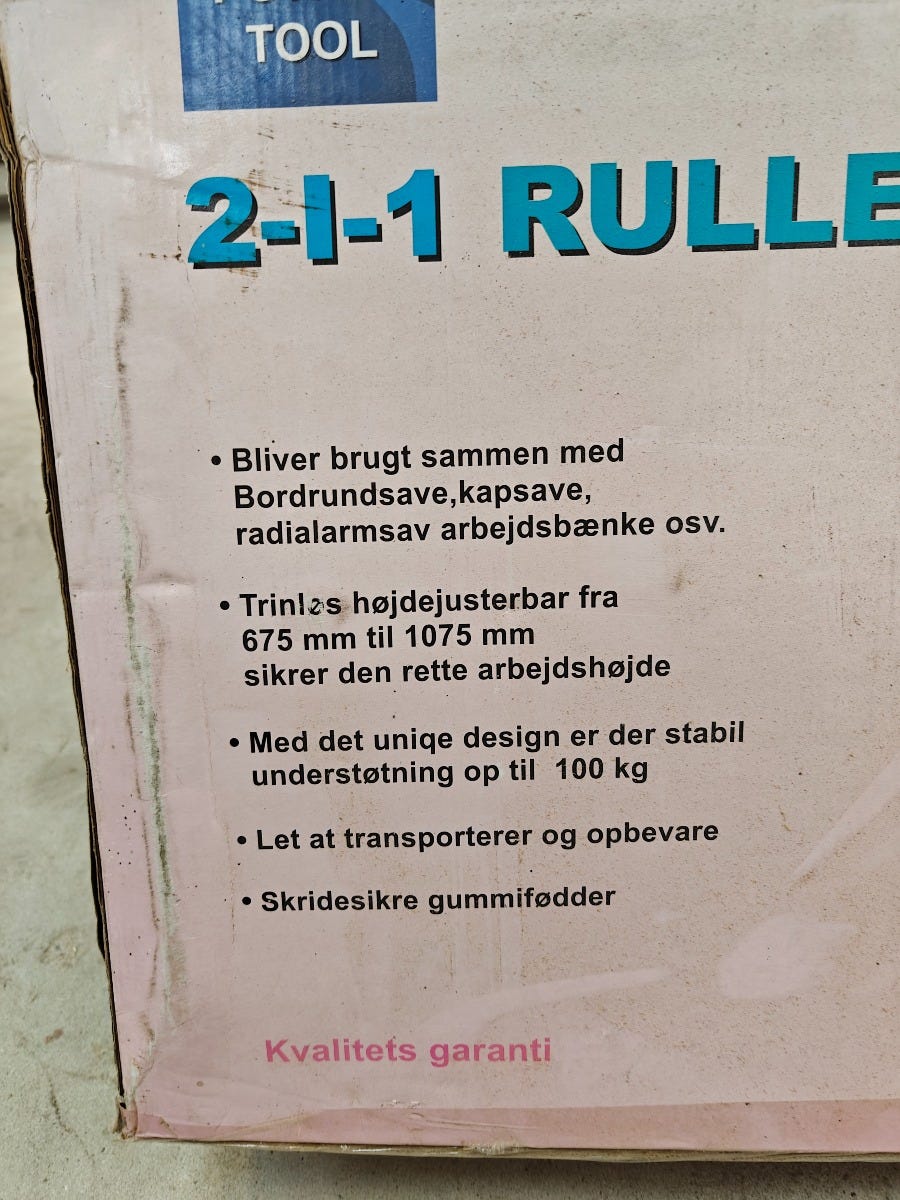 TOOL
2-I-1 RULLE
• Bliver brugt sammen med
Bordrundsave,kapsave,
radialarmsav arbejdsbænke osv.
• Trinløs højdejusterbar fra
675 mm til 1075 mm
sikrer den rette arbejdshøjde
• Med det uniqe design er der stabil
understøtning op til 100 kg
• Let at transporterer og opbevare
• Skridesikre gummifødder
Kvalitets garanti